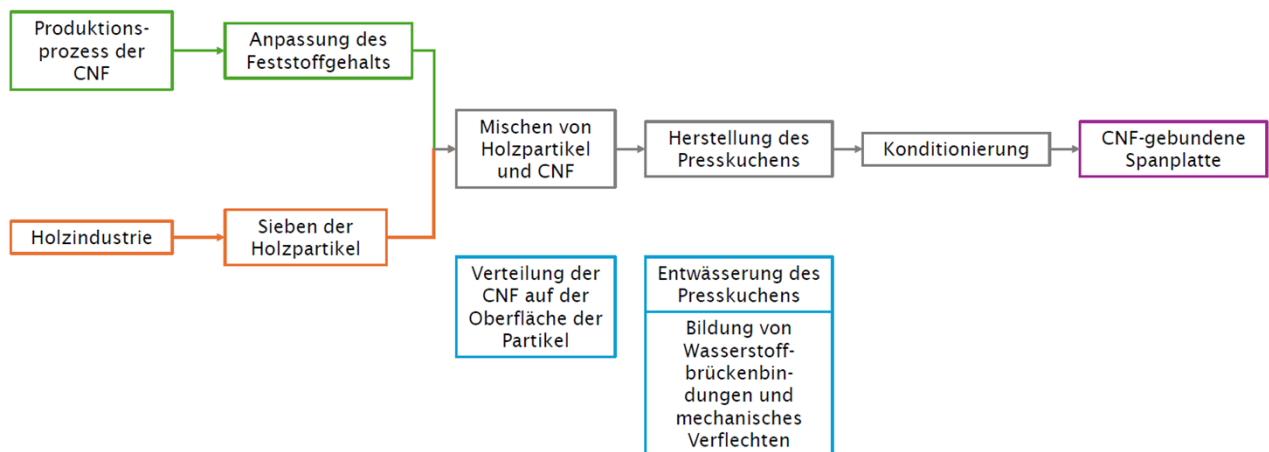 Produktions-
prozess der
CNF
Anpassung des
Feststoffgehalts
Mischen von
Holzpartikel
und CNF
Herstellung des
Presskuchens
Konditionierung
CNF-gebundene
Spanplatte
Holzindustrie
Sieben der
Holzpartikel
Verteilung der
CNF auf der
Oberfläche der
Partikel
Entwässerung des
Presskuchens
Bildung von
Wasserstoff-
brückenbin-
dungen und
mechanisches
Verflechten